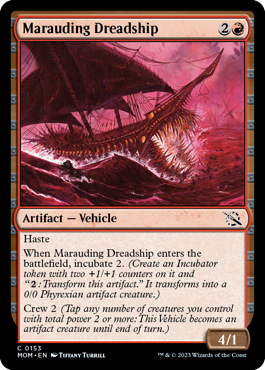 Marauding Dreadship 2
Artifact — Vehicle
Haste
When Marauding Dreadship enters the
battlefield, incubate 2. (Create an Incubator
token with two +1/+1 counters on it and
“2: Transform this artifact.” It transforms into a
0/0 Phyrexian artifact creature.)
Crew 2 (Tap any number of creatures you
control with total power 2 or more: This Vehicle becomes an
artifact creature until end of turn.)
4/1
C 0153
MOM • EN TIFFANY TURRILL
™ & © 2023 Wizards of the Coast